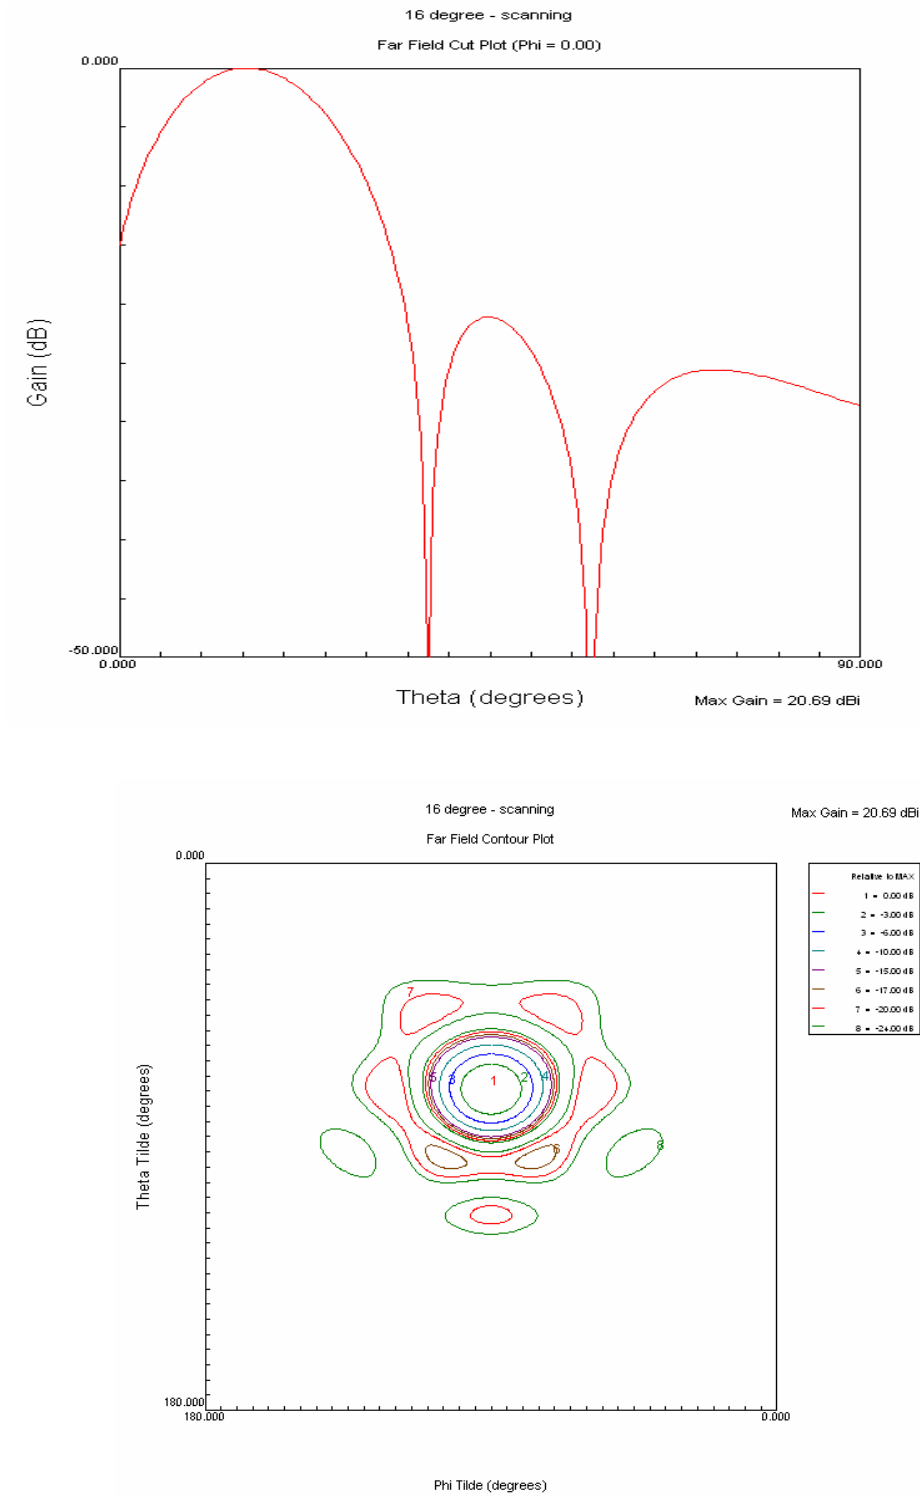 16 degree - scanning
Far Field Cut Plot (Phi = 0.00)
0.000
Gain (dB)
-50.000
0.000 90.000
Theta (degrees)
Max Gain = 20.69 dBi
16 degree - scanning
Max Gain = 20.69 dBi
Far Field Contour Plot
0.000
Relative to MAX
1 = 0.00 dB
2 = -3.00 dB
3 = -6.00 dB
4 = -10.00 dB
5 = -15.00 dB
6 = -17.00 dB
7 = -20.00 dB
8 = -24.00 dB
7
5 3 1 2 4
6 8
Theta Tilde (degrees)
180.000
180.000 0.000
Phi Tilde (degrees)